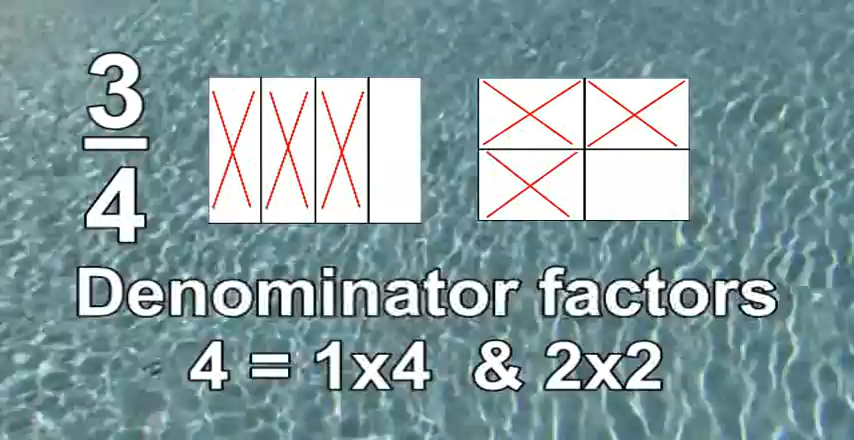 3
4
Denominator factors
4 = 1x4 & 2x2